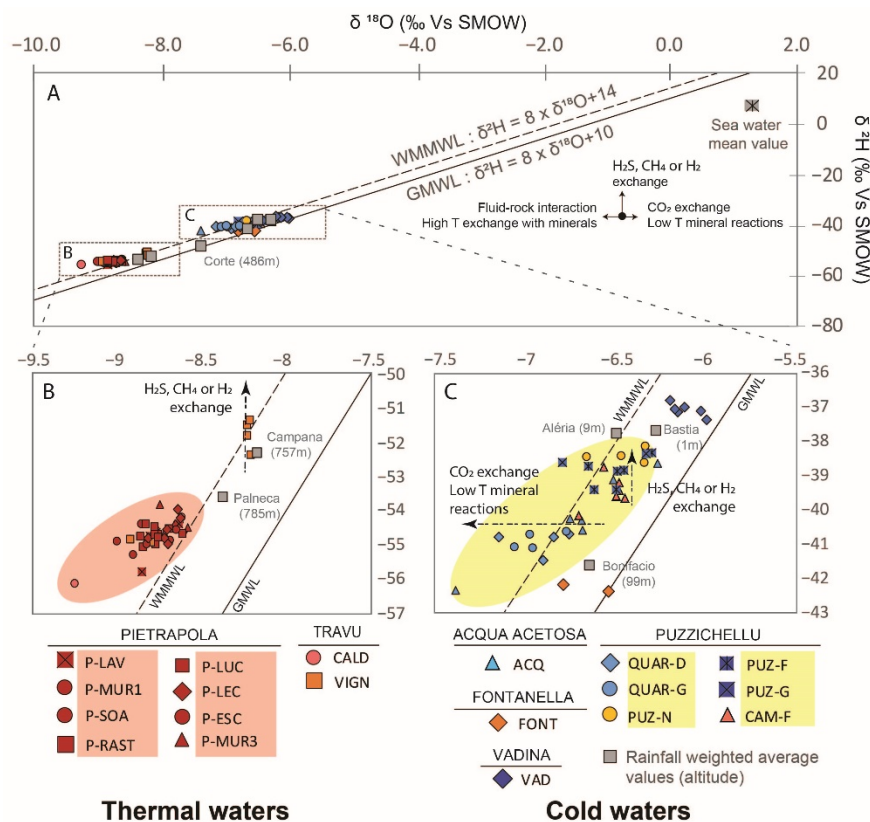 δ ¹⁸O (‰ Vs SMOW)
-10.0 -8.0 -6.0 -4.0 -2.0 0.0 2.0
A
20
0
−20
−40
−60
−80
δ ²H (‰ Vs SMOW)
WMMWL : δ²H = 8 x δ¹⁸O+14
GMWL : δ²H = 8 x δ¹⁸O+10
Sea water
mean value
H₂S, CH₄ or H₂
exchange
Fluid-rock interaction
High T exchange with minerals
CO₂ exchange
Low T mineral reactions
C
B
Corte (486m)
−9.5 −9 −8.5 −8 −7.5
B
H₂S, CH₄ or H₂
exchange
Campana
(757m)
Palneca
(785m)
WMMWL
GMWL
−50
−51
−52
−53
−54
−55
−56
−57
−7.5 −7 −6.5 −6 −5.5
C
Aléria (9m)
WMMWL
Bastia
(1m)
GMWL
CO₂ exchange
Low T mineral
reactions
H₂S, CH₄ or H₂
exchange
Bonifacio
(99m)
−36
−37
−38
−39
−40
−41
−42
−43
PIETRAPOLA
P-LAV
P-MUR1
P-SOA
P-RAST
P-LUC
P-LEC
P-ESC
P-MUR3
TRAVU
CALD
VIGN
ACQUA ACETOSA
ACQ
FONTANELLA
FONT
VADINA
VAD
PUZZICHELLU
QUAR-D
QUAR-G
PUZ-N
PUZ-F
PUZ-G
CAM-F
Rainfall weighted average
values (altitude)
Thermal waters
Cold waters